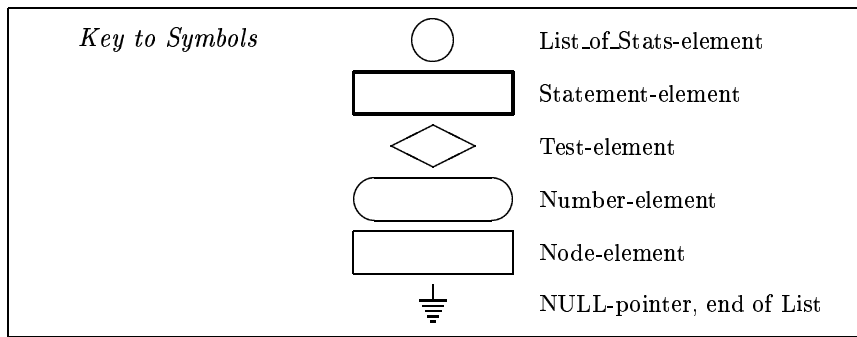 Key to Symbols
List_of_Stats-element
Statement-element
Test-element
Number-element
Node-element
NULL-pointer, end of List